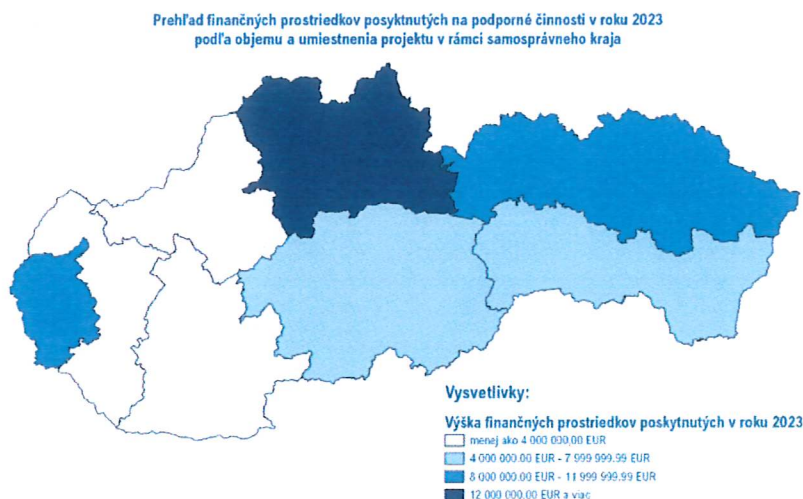 Prehľad finančných prostriedkov posyktnutých na podporné činnosti v roku 2023
podľa objemu a umiestnenia projektu v rámci samosprávneho kraja
Vysvetlivky:
Výška finančných prostriedkov poskytnutých v roku 2023
menej ako 4 000 000,00 EUR
4 000 000.00 EUR - 7 999 999.99 EUR
8 000 000.00 EUR - 11 999 999.99 EUR
12 000 000.00 EUR a viac